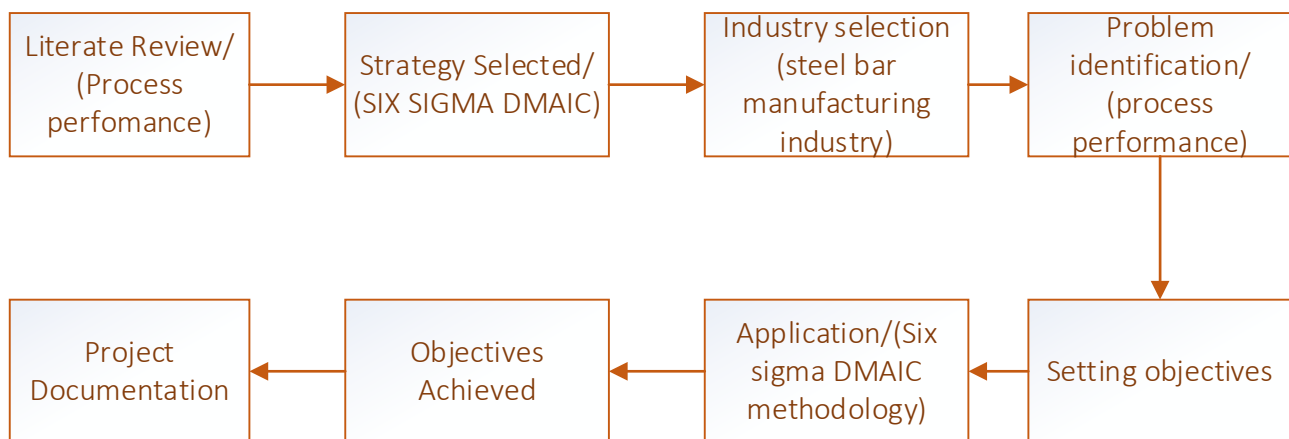 Literate Review/
(Process
perfomance)
Strategy Selected/
(SIX SIGMA DMAIC)
Industry selection
(steel bar
manufacturing
industry)
Problem
identification/
(process
performance)
Setting objectives
Application/(Six
sigma DMAIC
methodology)
Objectives
Achieved
Project
Documentation